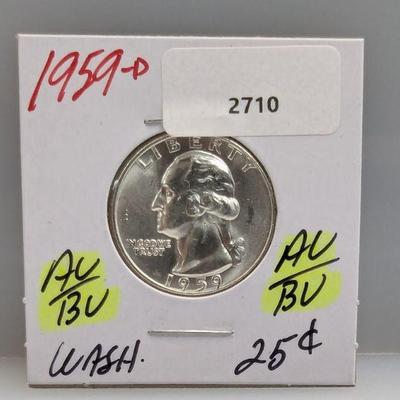 1959-D
2710
LIBERTY
IN GOD WE
TRUST
1959
AU/BU
AU/BU
WASH.
25¢